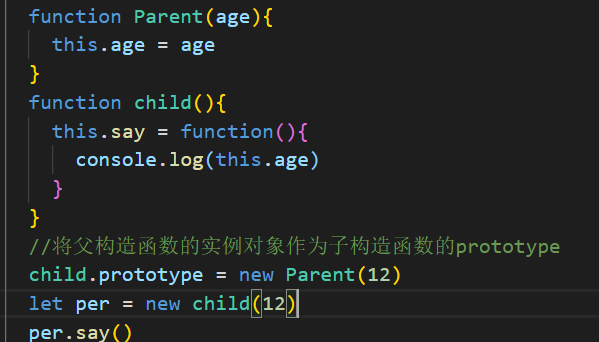 function Parent(age){
this.age = age
}
function child(){
this.say = function(){
console.log(this.age)
}
}
//将父构造函数的实例对象作为子构造函数的prototype
child.prototype = new Parent(12)
let per = new child(12)
per.say()